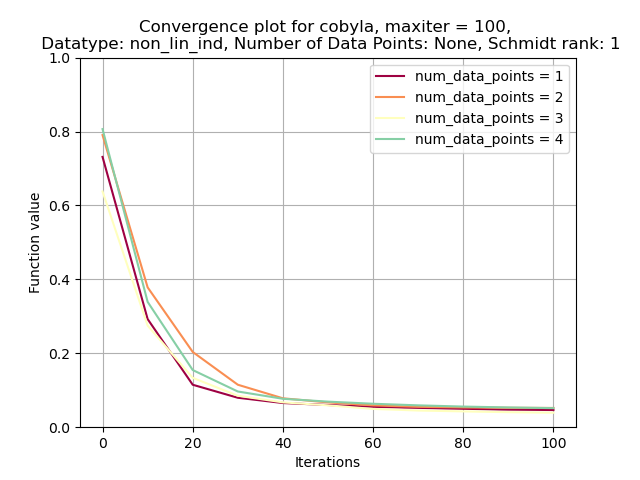 Convergence plot for cobyla, maxiter = 100,
Datatype: non_lin_ind, Number of Data Points: None, Schmidt rank: 1
1.0
0.8
0.6
0.4
0.2
0.0
Function value
num_data_points = 1
num_data_points = 2
num_data_points = 3
num_data_points = 4
0 20 40 60 80 100
Iterations